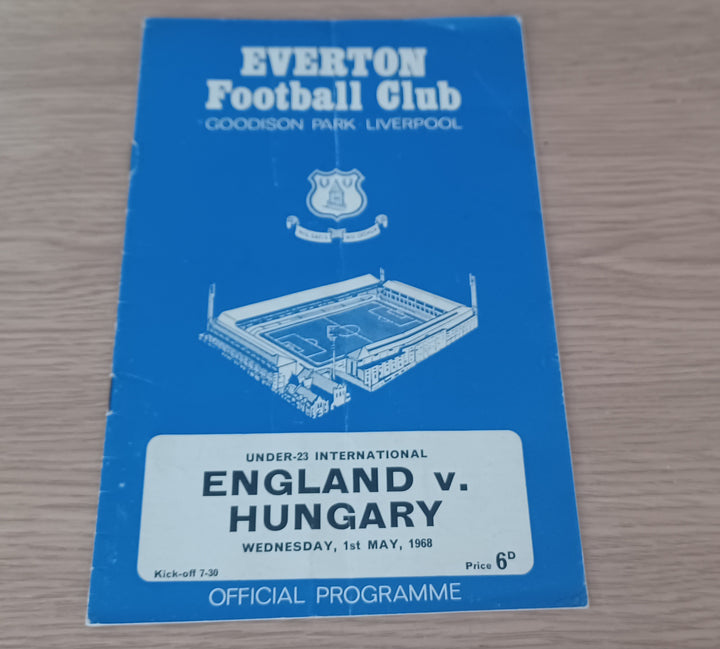 EVERTON
Football Club
GOODISON PARK LIVERPOOL
UNDER-23 INTERNATIONAL
ENGLAND v.
HUNGARY
WEDNESDAY, 1st MAY, 1968
Kick-off 7-30
Price 6D
OFFICIAL PROGRAMME